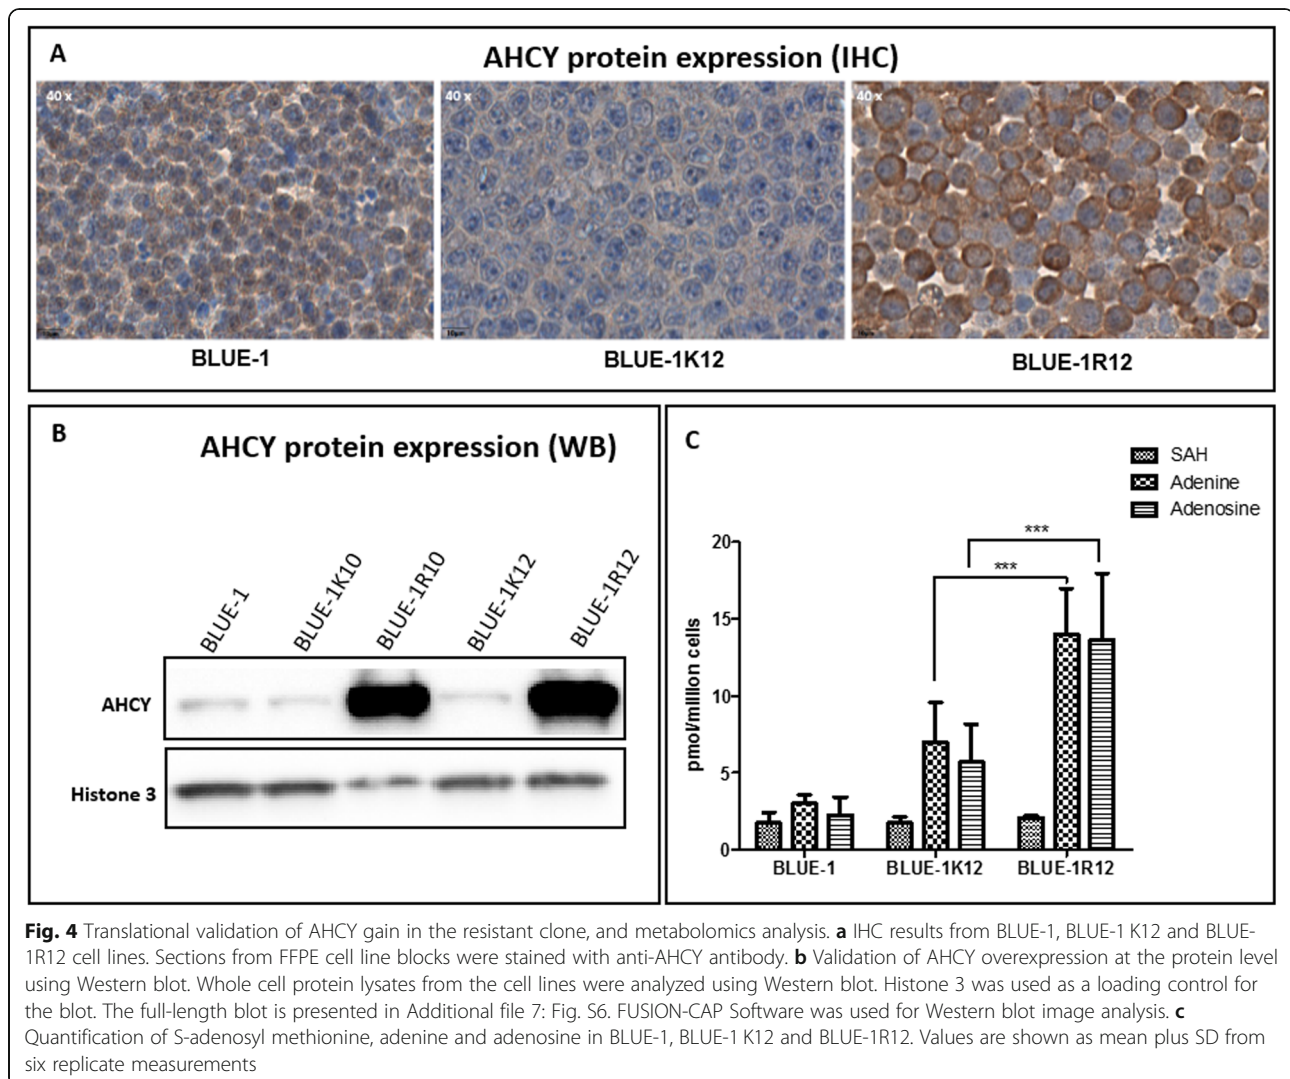 A
AHCY protein expression (IHC)
40 x
40 x
40 x
10µm
BLUE-1
BLUE-1K12
BLUE-1R12
B
AHCY protein expression (WB)
BLUE-1
BLUE-1K10
BLUE-1R10
BLUE-1K12
BLUE-1R12
AHCY
Histone 3
C
SAH
Adenine
Adenosine
pmol/million cells
20
15
10
5
0
***
***
BLUE-1
BLUE-1K12
BLUE-1R12
Fig. 4 Translational validation of AHCY gain in the resistant clone, and metabolomics analysis. a IHC results from BLUE-1, BLUE-1 K12 and BLUE-
1R12 cell lines. Sections from FFPE cell line blocks were stained with anti-AHCY antibody. b Validation of AHCY overexpression at the protein level
using Western blot. Whole cell protein lysates from the cell lines were analyzed using Western blot. Histone 3 was used as a loading control for
the blot. The full-length blot is presented in Additional file 7: Fig. S6. FUSION-CAP Software was used for Western blot image analysis. c
Quantification of S-adenosyl methionine, adenine and adenosine in BLUE-1, BLUE-1 K12 and BLUE-1R12. Values are shown as mean plus SD from
six replicate measurements